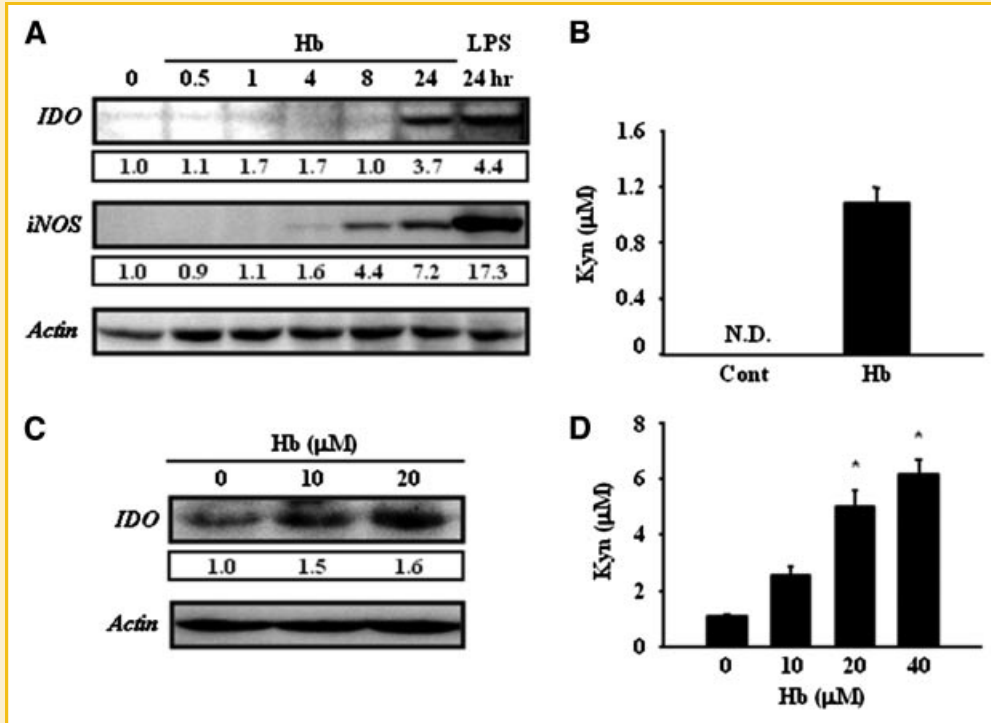 A
Hb LPS
0 0.5 1 4 8 24 24 hr
IDO
1.0 1.1 1.7 1.7 1.0 3.7 4.4
iNOS
1.0 0.9 1.1 1.6 4.4 7.2 17.3
Actin
B
Kyn (µM)
1.6
1.2
0.8
0.4
0
N.D.
Cont Hb
C
Hb (µM)
0 10 20
IDO
1.0 1.5 1.6
Actin
D
Kyn (µM)
8
6
4
2
0
* *
0 10 20 40
Hb (µM)